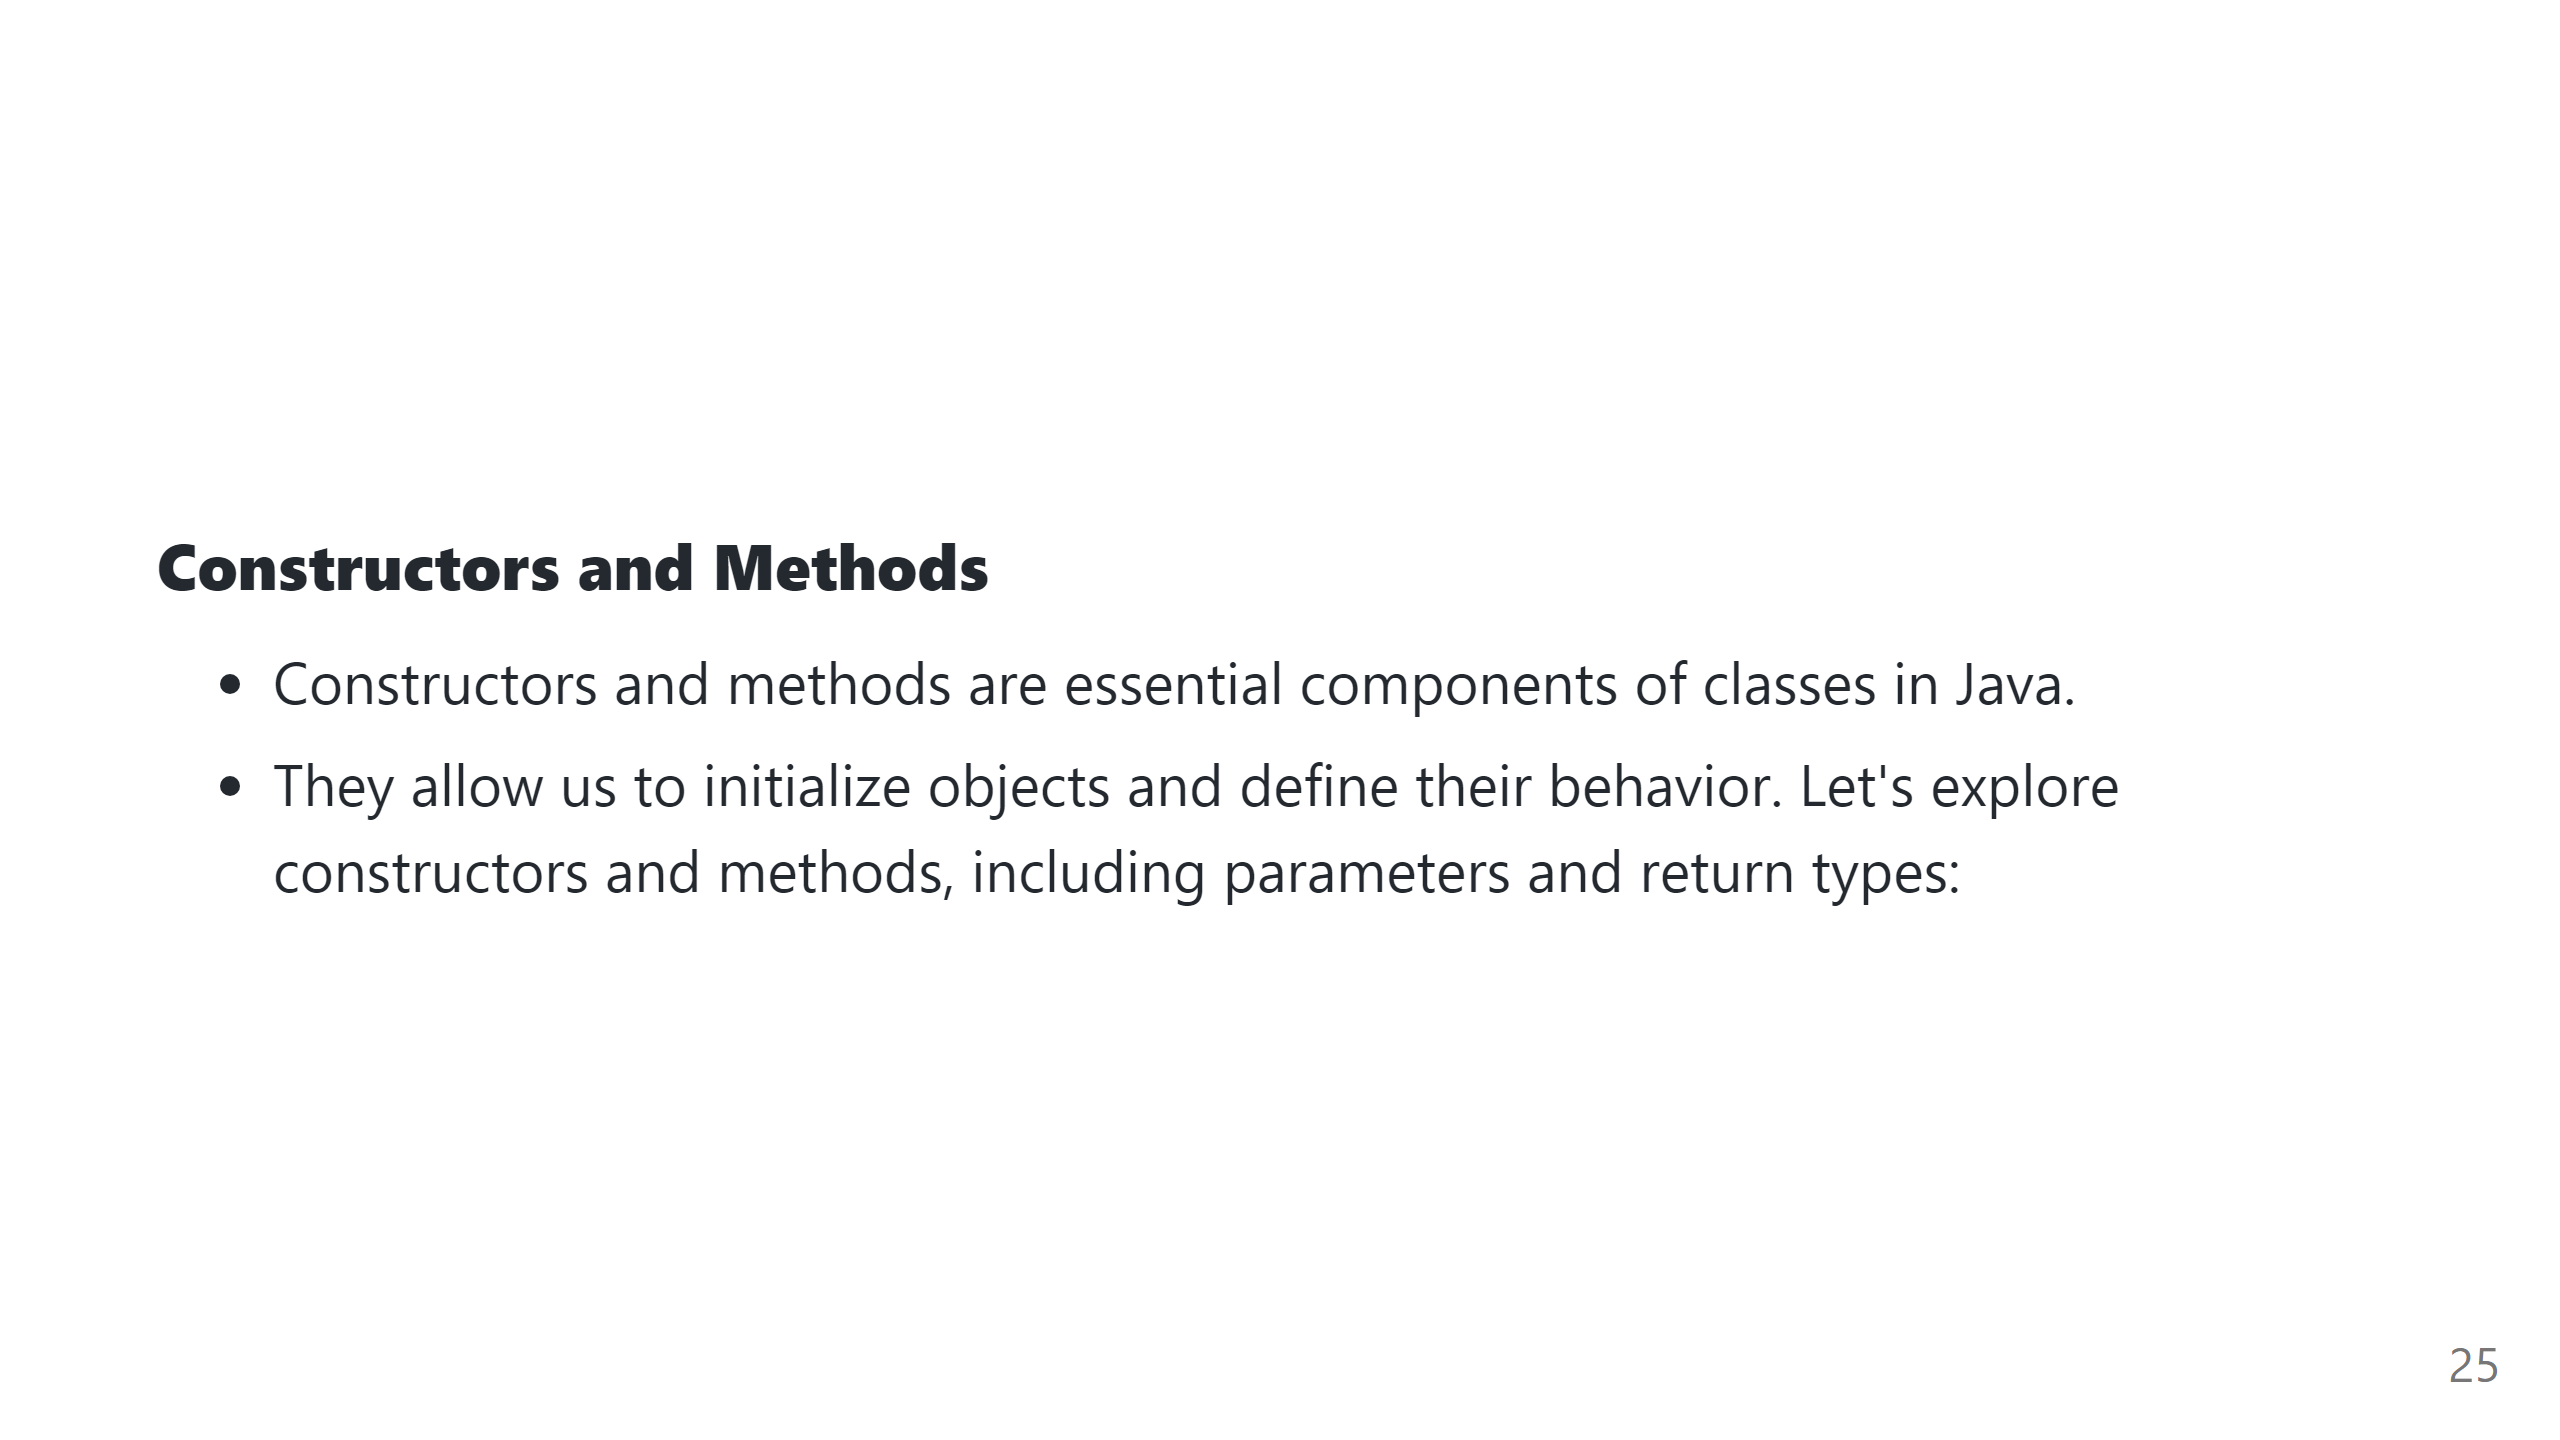 Constructors and Methods
• Constructors and methods are essential components of classes in Java.
• They allow us to initialize objects and define their behavior. Let's explore
constructors and methods, including parameters and return types:
25